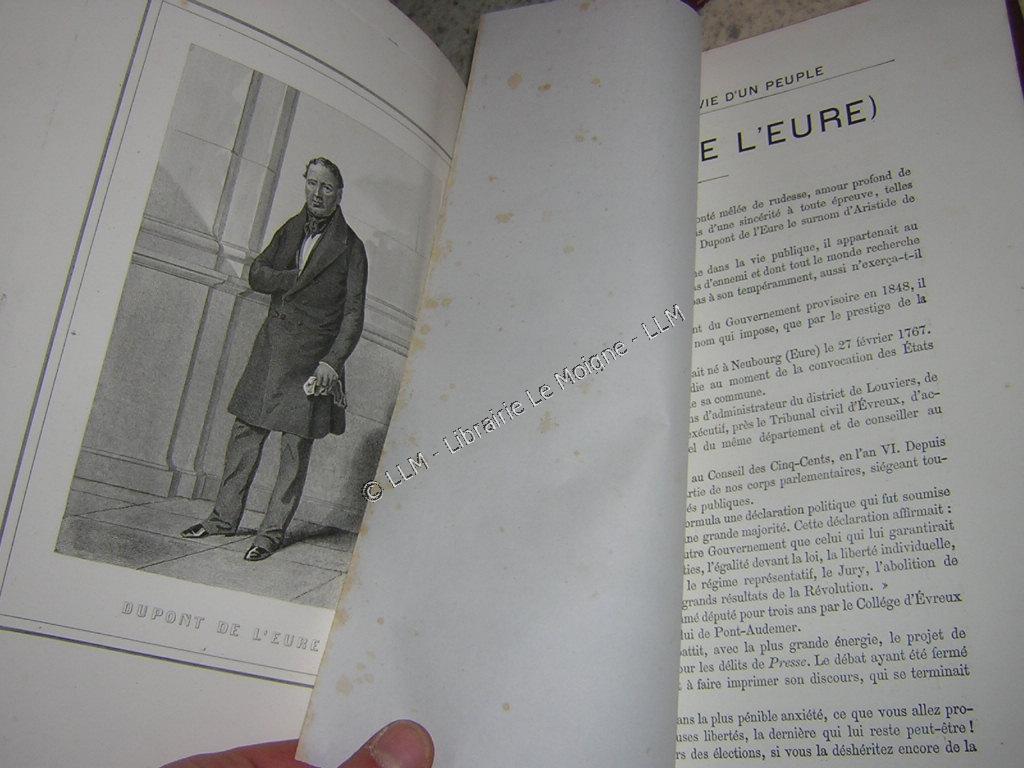 DUPONT DE L'EURE
© LLM - Librairie Le Moigne - LLM
VIE D'UN PEUPLE
E L'EURE)
onté mêlée de rudesse, amour profond de
s d'une sincérité à toute épreuve, telles
Dupont de l'Eure le surnom d'Aristide de
e dans la vie publique, il appartenait au
s d'ennemi et dont tout le monde recherche
pas à son tempéramment, aussi n'exerça-t-il
nt du Gouvernement provisoire en 1848, il
nom qui impose, que par le prestige de la
ait né à Neubourg (Eure) le 27 février 1767.
die au moment de la convocation des États
e sa commune.
ns d'administrateur du district de Louviers, de
exécutif, près le Tribunal civil d'Évreux, d'ac-
el du même département et de conseiller au
au Conseil des Cinq-Cents, en l'an VI. Depuis
rtie de nos corps parlementaires, siégeant tou-
és publiques.
ormula une déclaration politique qui fut soumise
ne grande majorité. Cette déclaration affirmait :
utre Gouvernement que celui qui lui garantirait
ties, l'égalité devant la loi, la liberté individuelle,
le régime représentatif, le Jury, l'abolition de
grands résultats de la Révolution. »
mé député pour trois ans par le Collége d'Évreux
lui de Pont-Audemer.
battit, avec la plus grande énergie, le projet de
our les délits de Presse. Le débat ayant été fermé
t à faire imprimer son discours, qui se terminait
ans la plus pénible anxiété, ce que vous allez pro-
uses libertés, la dernière qui lui reste peut-être !
rs des élections, si vous la déshéritez encore de la